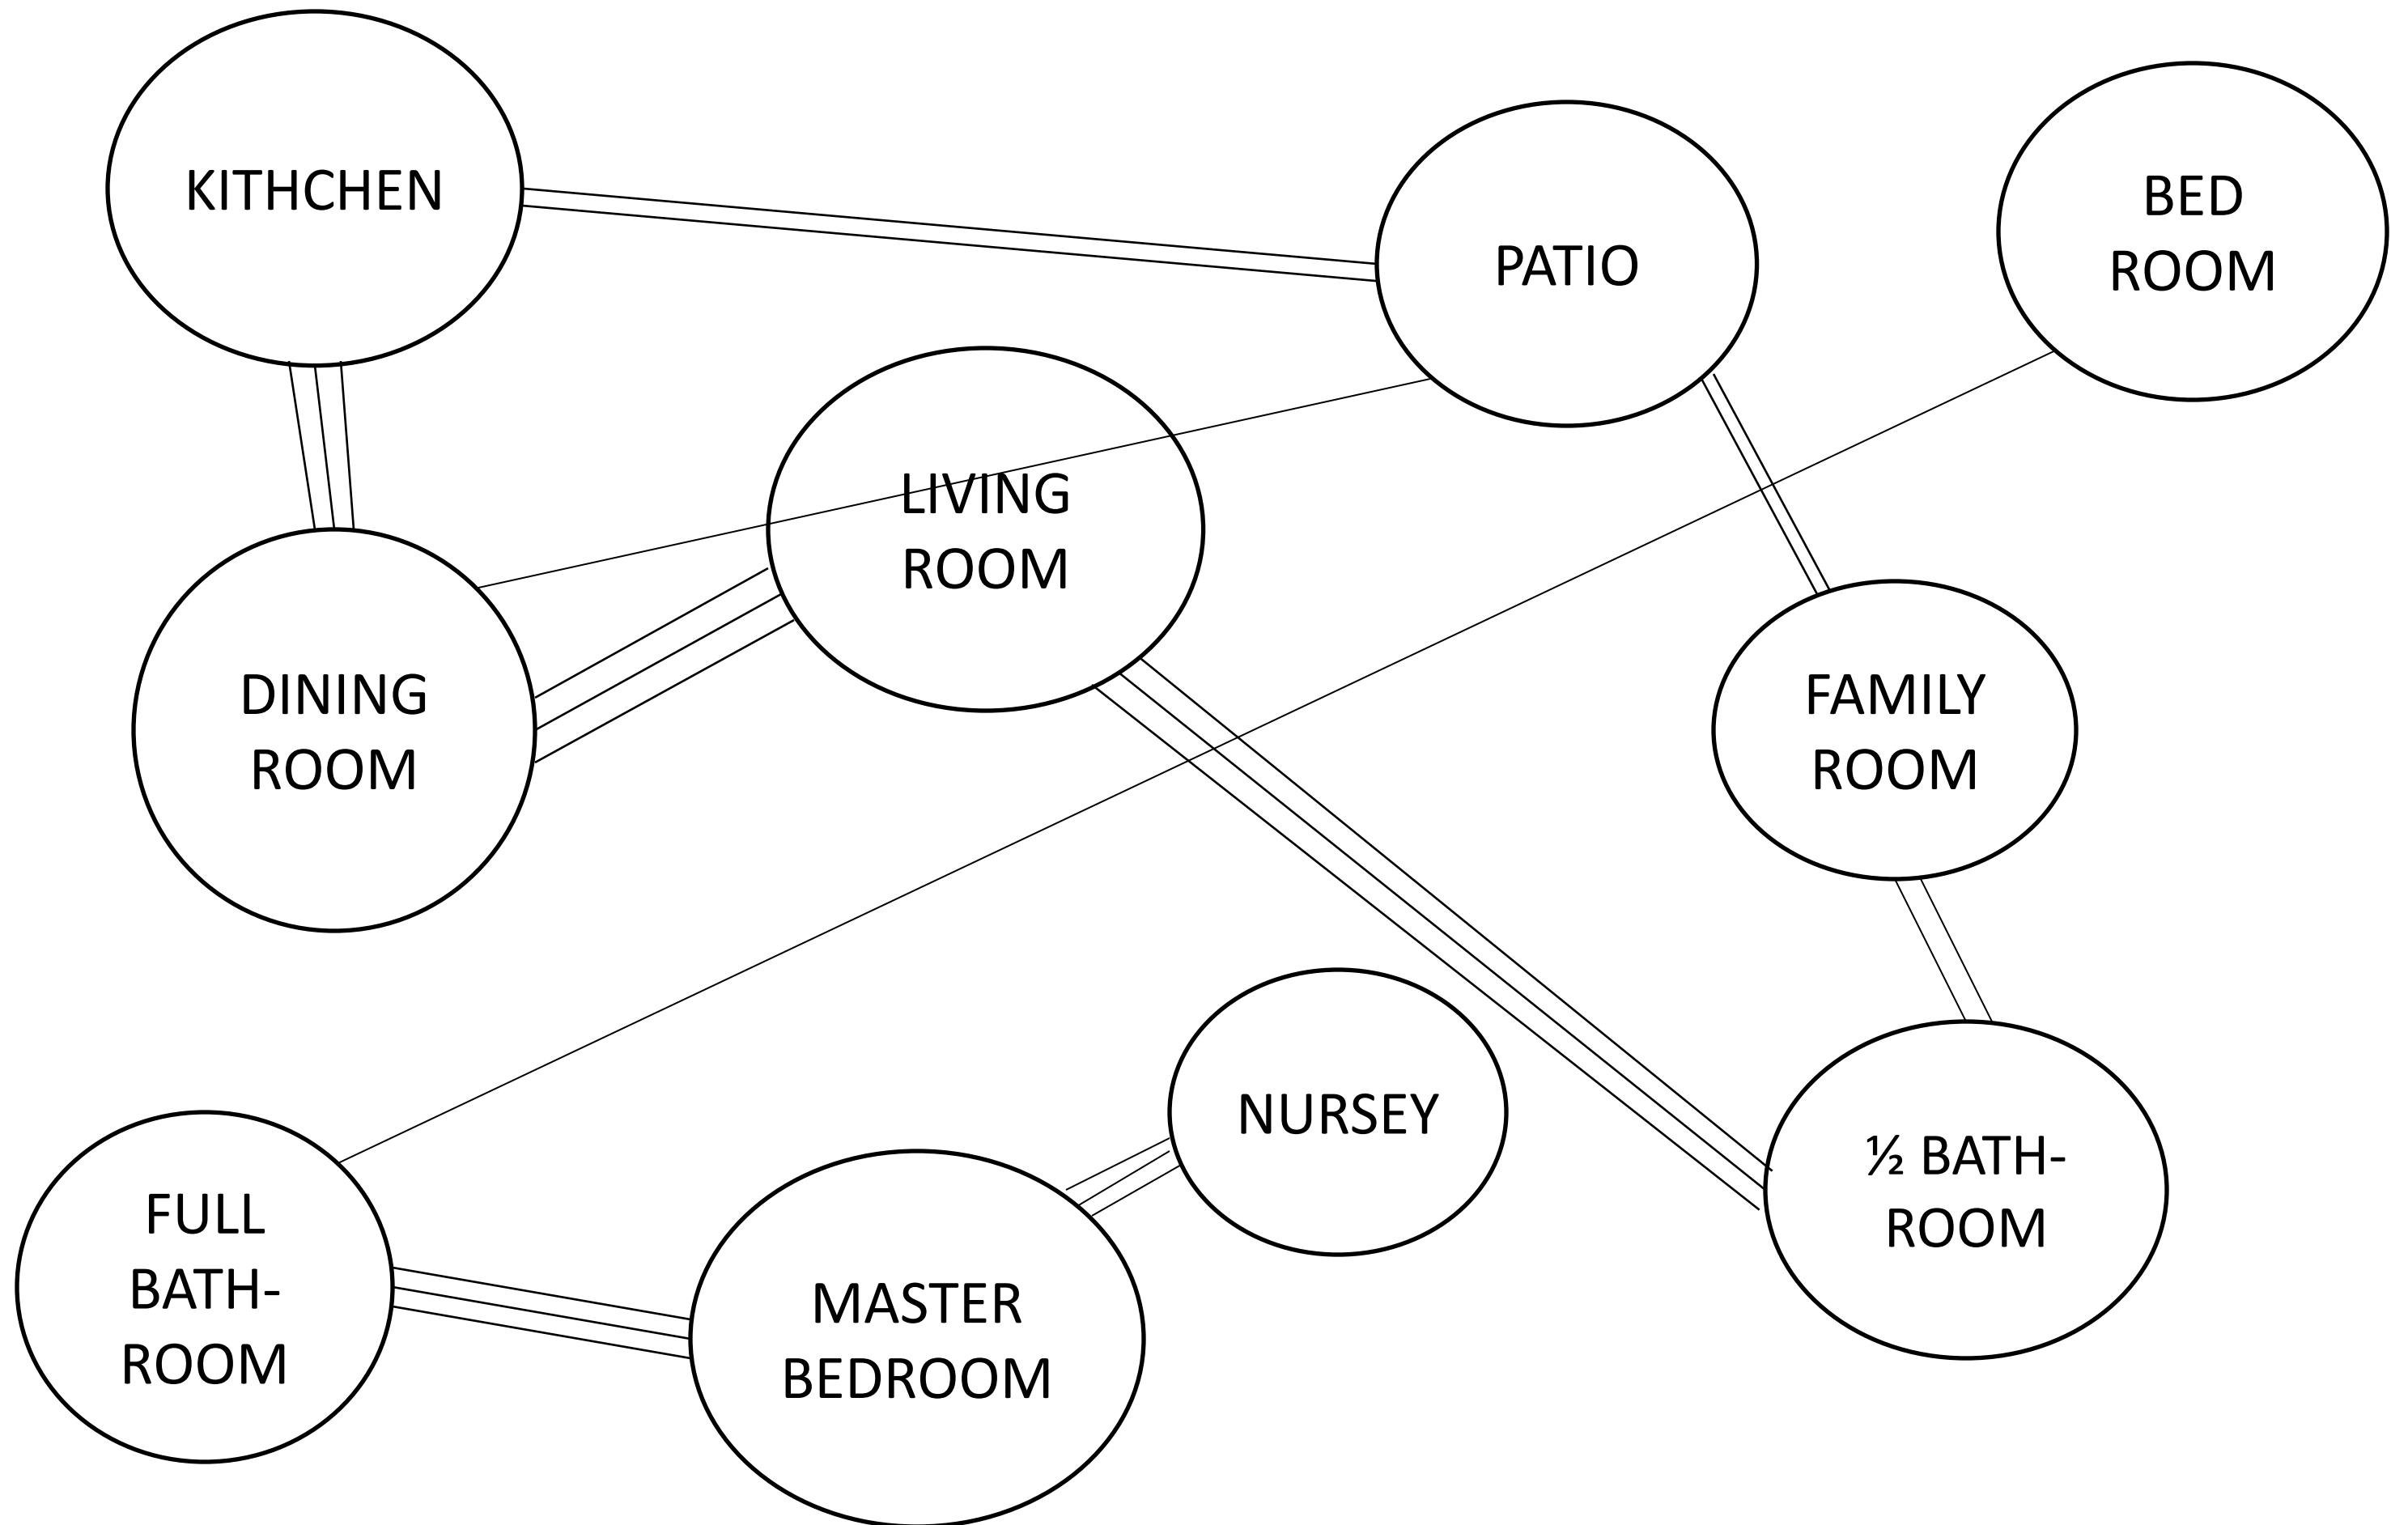 KITHCHEN
PATIO
BED
ROOM
LIVING
ROOM
DINING
ROOM
FAMILY
ROOM
NURSEY
½ BATH-
ROOM
FULL
BATH-
ROOM
MASTER
BEDROOM